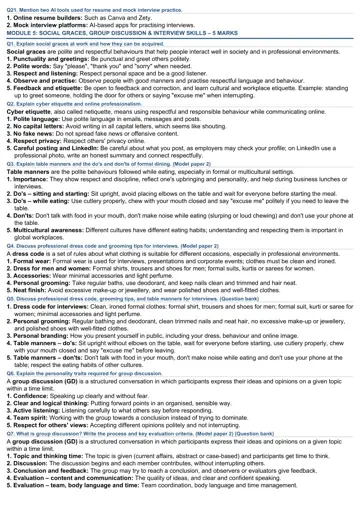 Q21. Mention two AI tools used for resume and mock interview practice.
1. Online resume builders: Such as Canva and Zety.
2. Mock interview platforms: AI-based apps for practising interviews.
MODULE 5: SOCIAL GRACES, GROUP DISCUSSION & INTERVIEW SKILLS – 5 MARKS
Q1. Explain social graces at work and how they can be acquired.
Social graces are polite and respectful behaviours that help people interact well in society and in professional environments.
1. Punctuality and greetings: Be punctual and greet others politely.
2. Polite words: Say "please", "thank you" and "sorry" when needed.
3. Respect and listening: Respect personal space and be a good listener.
4. Observe and practise: Observe people with good manners and practise respectful language and behaviour.
5. Feedback and etiquette: Be open to feedback and correction, and learn cultural and workplace etiquette. Example: standing
up to greet someone, holding the door for others or saying "excuse me" when interrupting.
Q2. Explain cyber etiquette and online professionalism.
Cyber etiquette, also called netiquette, means using respectful and responsible behaviour while communicating online.
1. Polite language: Use polite language in emails, messages and posts.
2. No capital letters: Avoid writing in all capital letters, which seems like shouting.
3. No fake news: Do not spread fake news or offensive content.
4. Respect privacy: Respect others' privacy online.
5. Careful posting and LinkedIn: Be careful about what you post, as employers may check your profile; on LinkedIn use a
professional photo, write an honest summary and connect respectfully.
Q3. Explain table manners and the do's and don'ts of formal dining. (Model paper 2)
Table manners are the polite behaviours followed while eating, especially in formal or multicultural settings.
1. Importance: They show respect and discipline, reflect one's upbringing and personality, and help during business lunches or
interviews.
2. Do's – sitting and starting: Sit upright, avoid placing elbows on the table and wait for everyone before starting the meal.
3. Do's – while eating: Use cutlery properly, chew with your mouth closed and say "excuse me" politely if you need to leave the
table.
4. Don'ts: Don't talk with food in your mouth, don't make noise while eating (slurping or loud chewing) and don't use your phone at
the table.
5. Multicultural awareness: Different cultures have different eating habits; understanding and respecting them is important in
global workplaces.
Q4. Discuss professional dress code and grooming tips for interviews. (Model paper 2)
A dress code is a set of rules about what clothing is suitable for different occasions, especially in professional environments.
1. Formal wear: Formal wear is used for interviews, presentations and corporate events; clothes must be clean and ironed.
2. Dress for men and women: Formal shirts, trousers and shoes for men; formal suits, kurtis or sarees for women.
3. Accessories: Wear minimal accessories and light perfume.
4. Personal grooming: Take regular baths, use deodorant, and keep nails clean and trimmed and hair neat.
5. Neat finish: Avoid excessive make-up or jewellery, and wear polished shoes and well-fitted clothes.
Q5. Discuss professional dress code, grooming tips, and table manners for interviews. (Question bank)
1. Dress code for interviews: Clean, ironed formal clothes: formal shirt, trousers and shoes for men; formal suit, kurti or saree for
women; minimal accessories and light perfume.
2. Personal grooming: Regular bathing and deodorant, clean trimmed nails and neat hair, no excessive make-up or jewellery,
and polished shoes with well-fitted clothes.
3. Personal branding: How you present yourself in public, including your dress, behaviour and online image.
4. Table manners – do's: Sit upright without elbows on the table, wait for everyone before starting, use cutlery properly, chew
with your mouth closed and say "excuse me" before leaving.
5. Table manners – don'ts: Don't talk with food in your mouth, don't make noise while eating and don't use your phone at the
table; respect the eating habits of other cultures.
Q6. Explain the personality traits required for group discussion.
A group discussion (GD) is a structured conversation in which participants express their ideas and opinions on a given topic
within a time limit.
1. Confidence: Speaking up clearly and without fear.
2. Clear and logical thinking: Putting forward points in an organised, sensible way.
3. Active listening: Listening carefully to what others say before responding.
4. Team spirit: Working with the group towards a conclusion instead of trying to dominate.
5. Respect for others' views: Accepting different opinions politely and not interrupting.
Q7. What is group discussion? Write the process and key evaluation criteria. (Model paper 2) (Question bank)
A group discussion (GD) is a structured conversation in which participants express their ideas and opinions on a given topic
within a time limit.
1. Topic and thinking time: The topic is given (current affairs, abstract or case-based) and participants get time to think.
2. Discussion: The discussion begins and each member contributes, without interrupting others.
3. Conclusion and feedback: The group may try to reach a conclusion, and observers or evaluators give feedback.
4. Evaluation – content and communication: The quality of ideas, and clear and confident speaking.
5. Evaluation – team, body language and time: Team coordination, body language and time management.